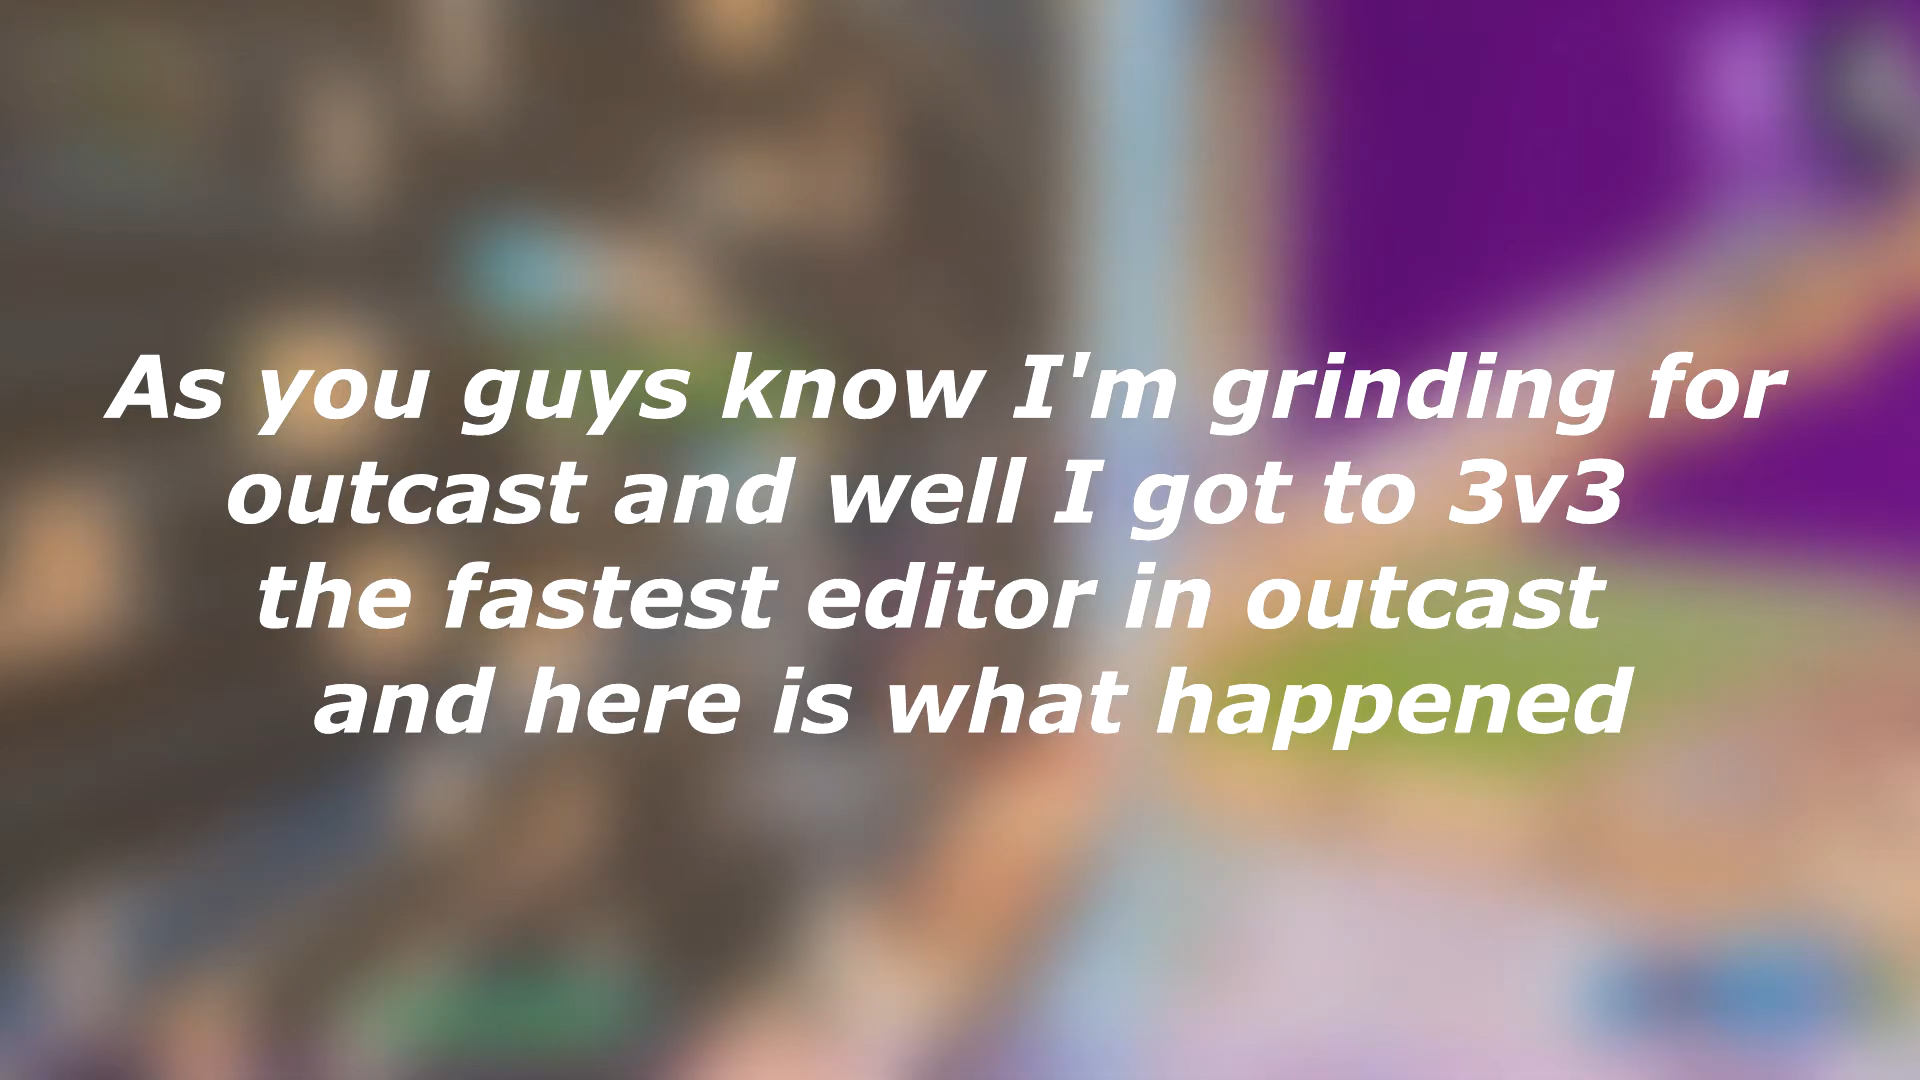 As you guys know I'm grinding for
outcast and well I got to 3v3
the fastest editor in outcast
and here is what happened